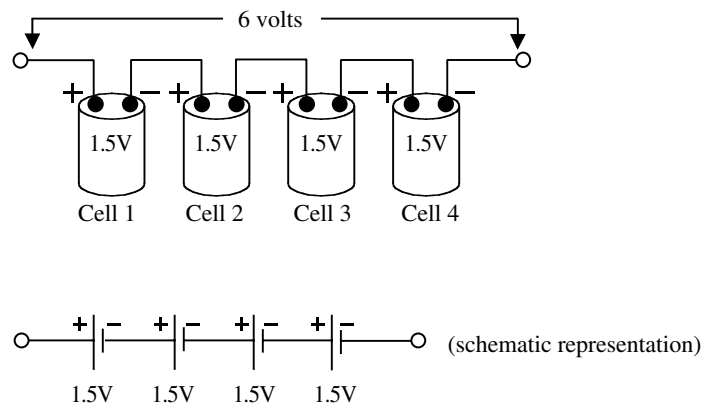 6 volts
+ − + − + − + −
1.5V 1.5V 1.5V 1.5V
Cell 1 Cell 2 Cell 3 Cell 4
+ − + − + − + −
(schematic representation)
1.5V 1.5V 1.5V 1.5V